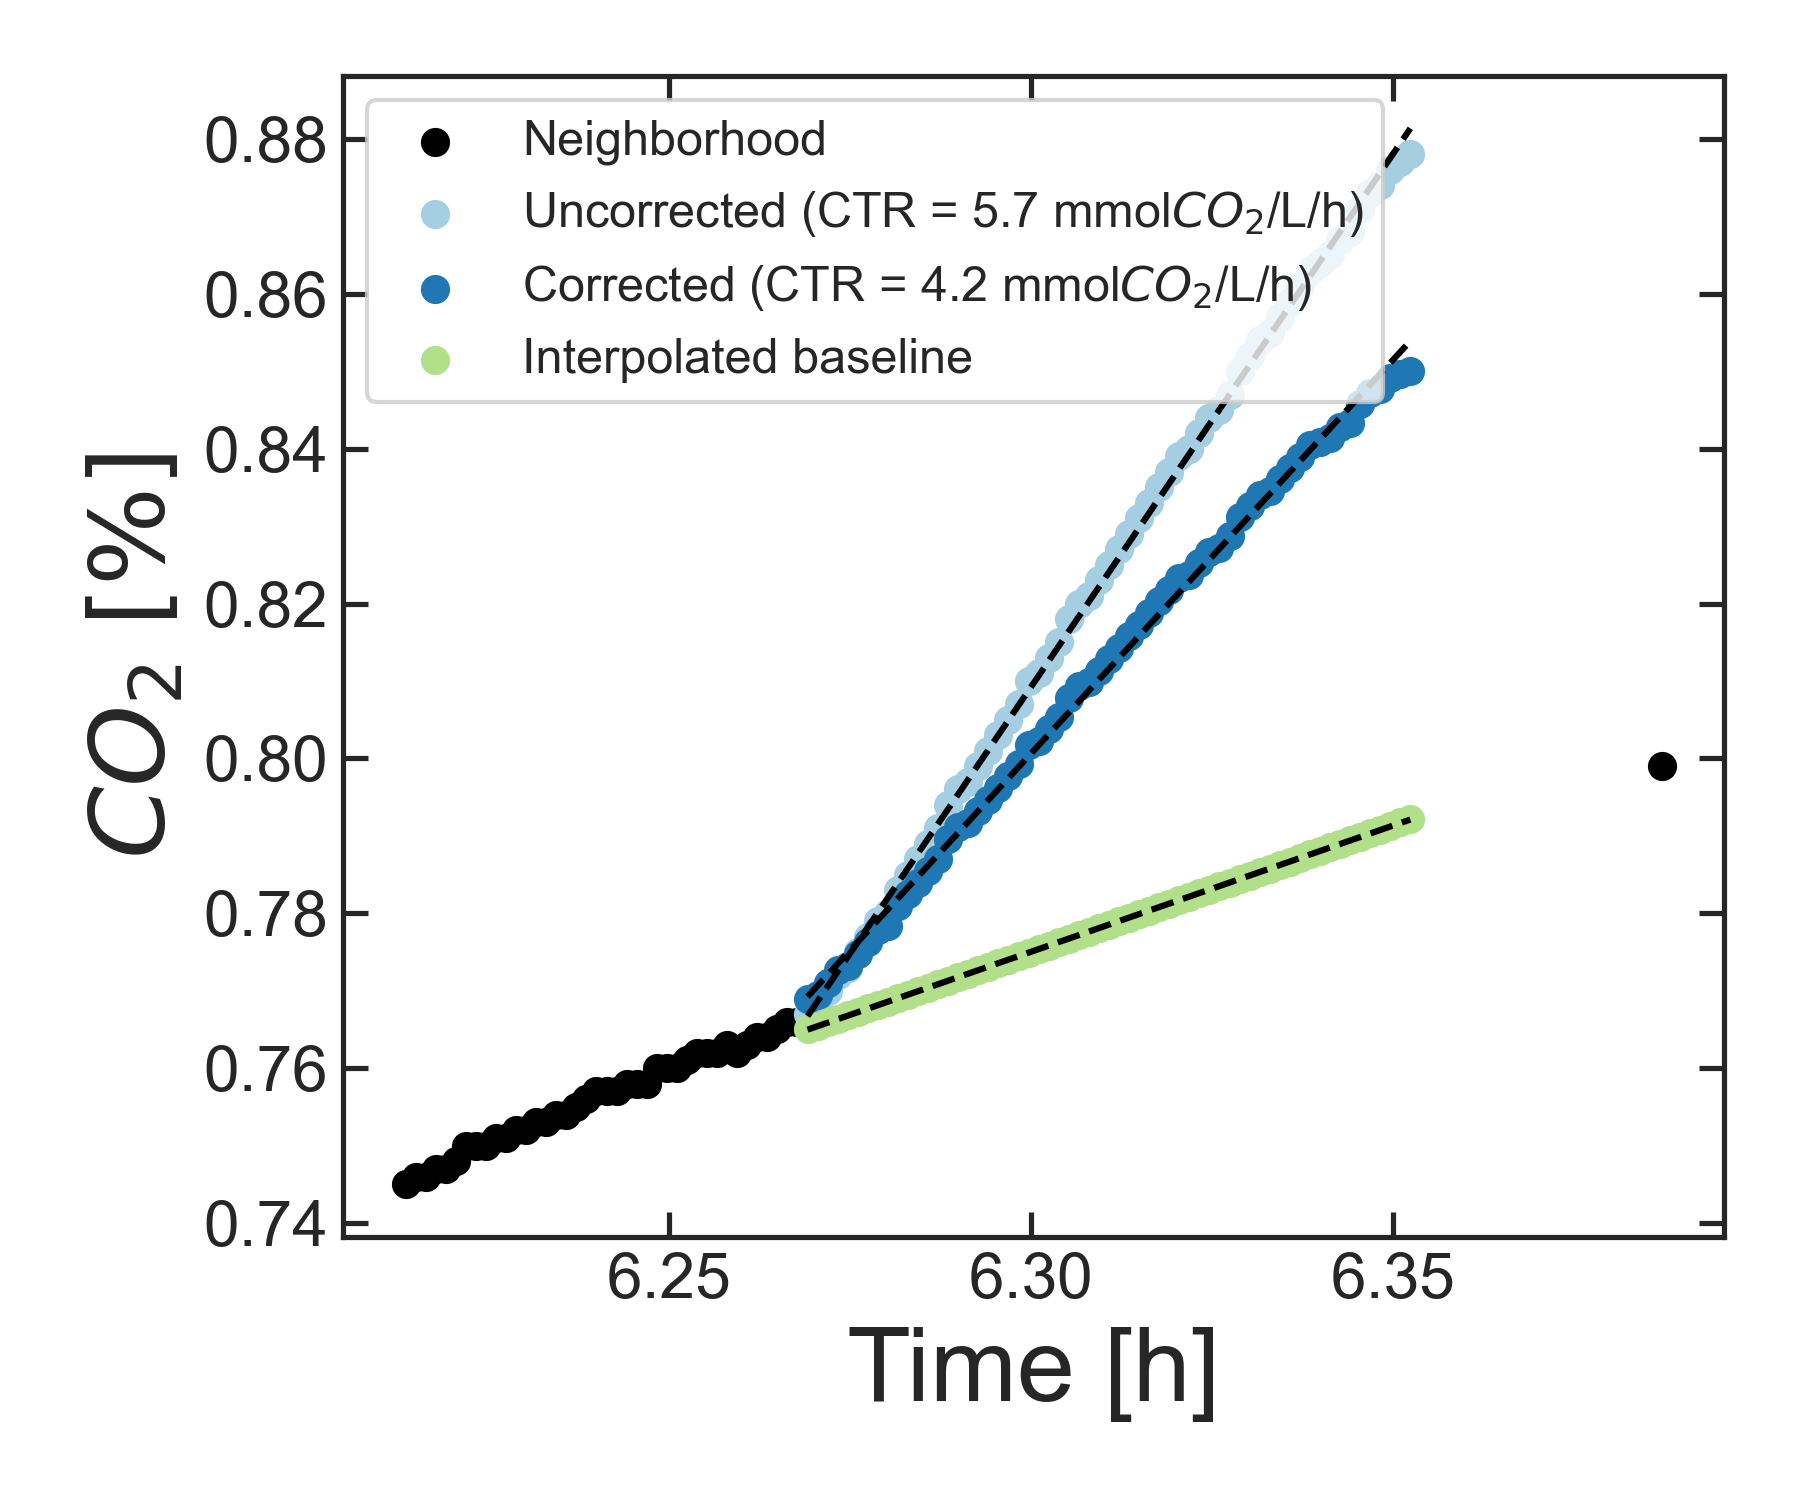 Neighborhood
Uncorrected (CTR = 5.7 mmolCO₂/L/h)
Corrected (CTR = 4.2 mmolCO₂/L/h)
Interpolated baseline
CO₂ [%]
0.88
0.86
0.84
0.82
0.80
0.78
0.76
0.74
6.25 6.30 6.35
Time [h]